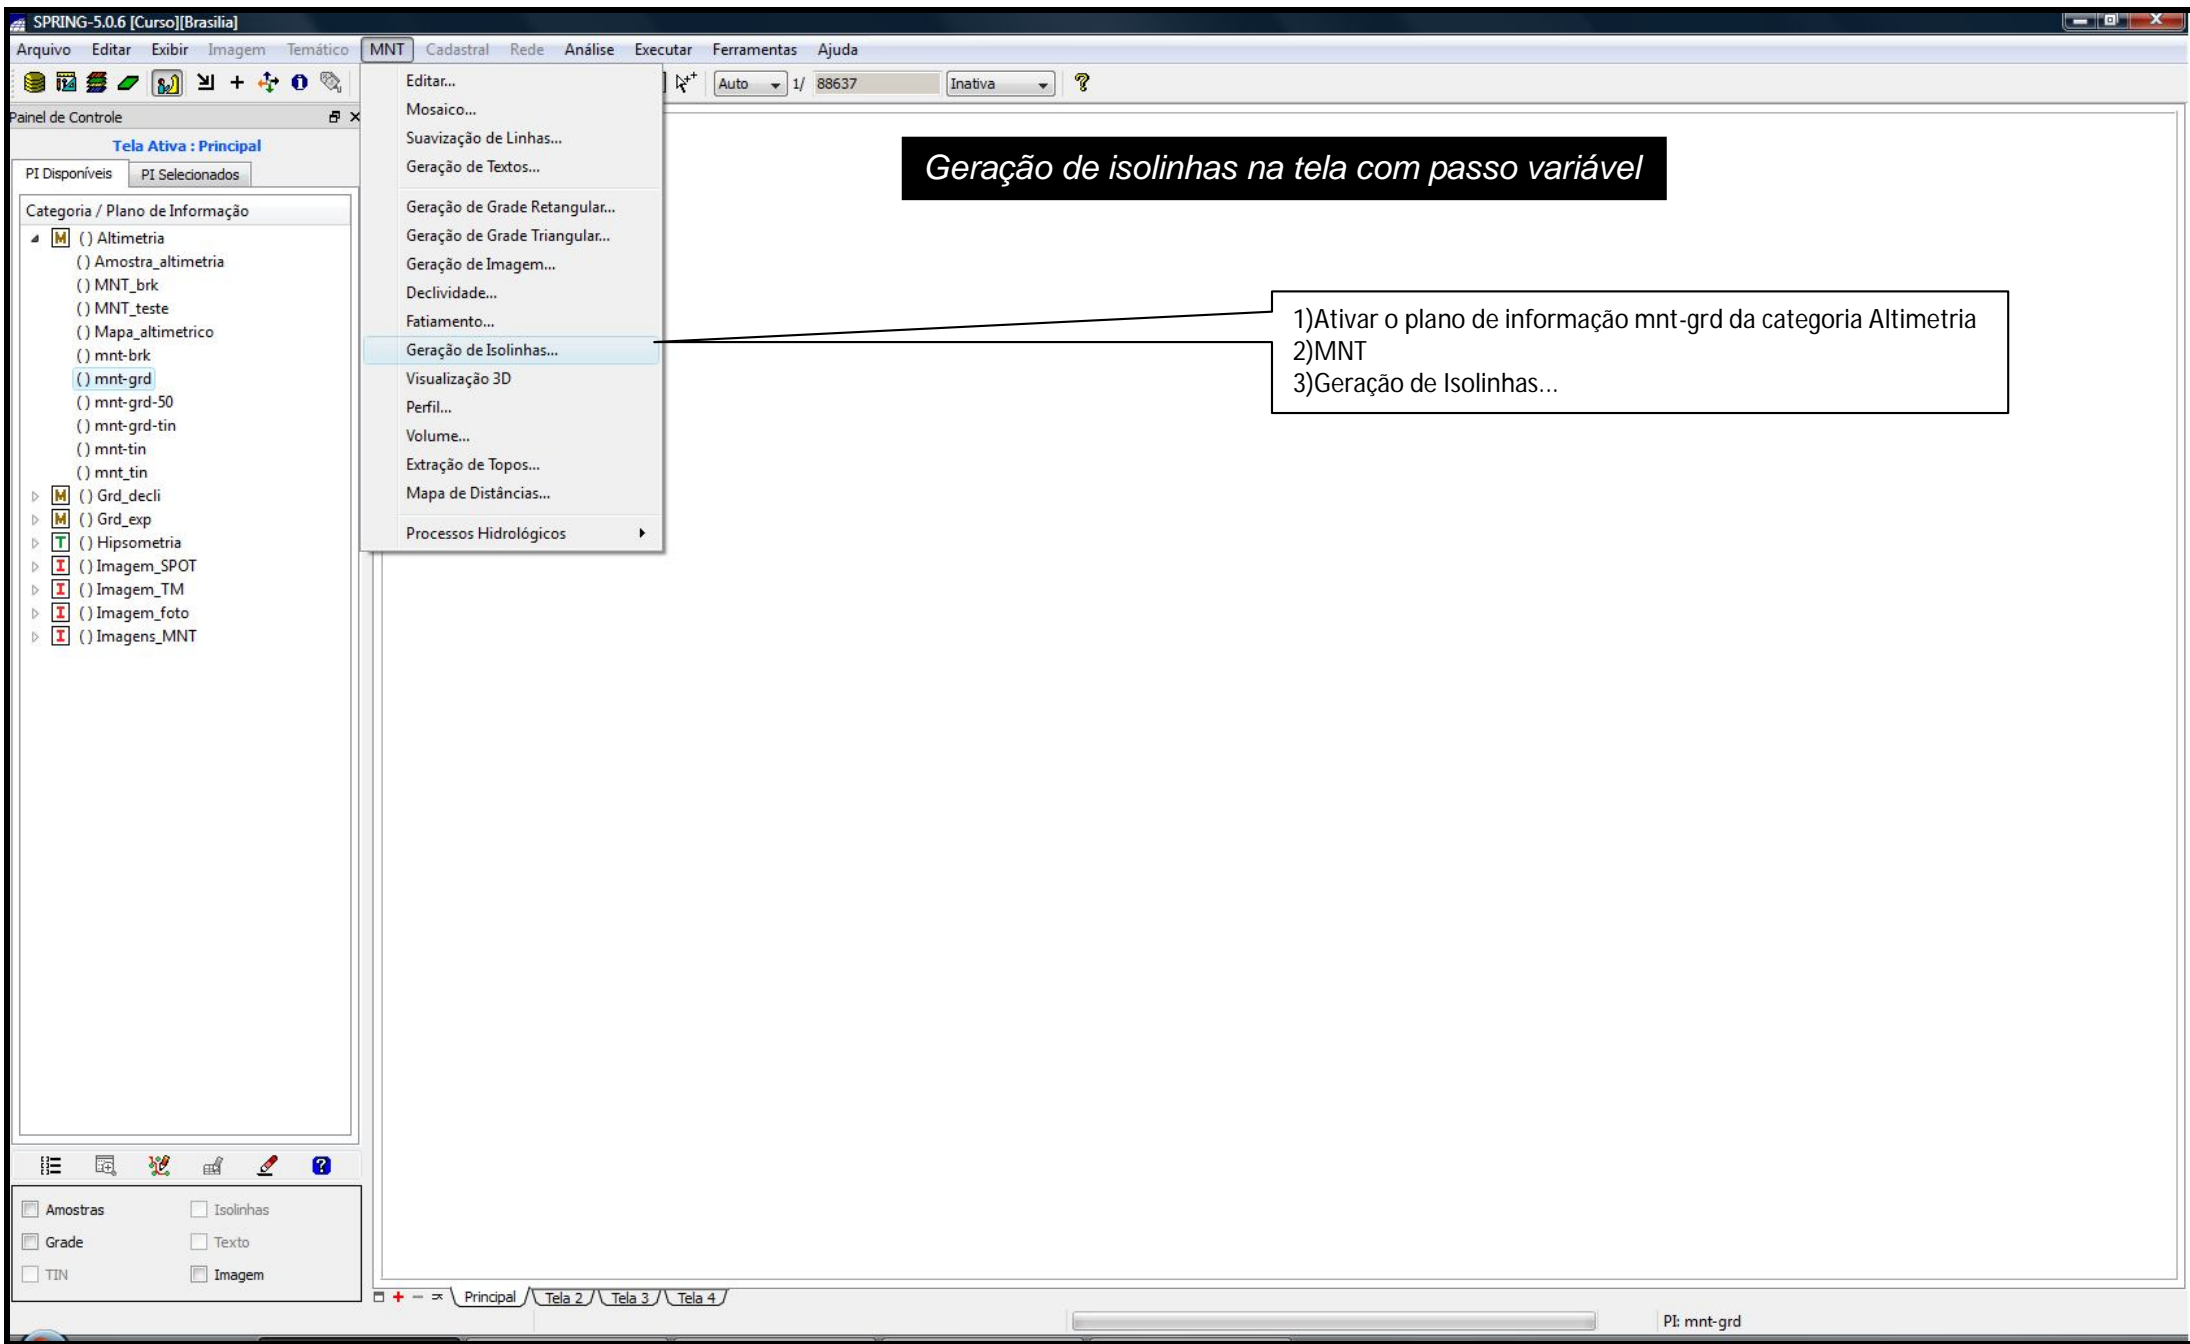 SPRING-5.0.6 [Curso][Brasilia]
Arquivo Editar Exibir Imagem Temático MNT Cadastral Rede Análise Executar Ferramentas Ajuda
Auto 1/ 88637 Inativa
Painel de Controle
Tela Ativa : Principal
PI Disponíveis PI Selecionados
Categoria / Plano de Informação
M () Altimetria
() Amostra_altimetria
() MNT_brk
() MNT_teste
() Mapa_altimetrico
() mnt-brk
() mnt-grd
() mnt-grd-50
() mnt-grd-tin
() mnt-tin
() mnt_tin
M () Grd_decli
M () Grd_exp
T () Hipsometria
I () Imagem_SPOT
I () Imagem_TM
I () Imagem_foto
I () Imagens_MNT
Editar...
Mosaico...
Suavização de Linhas...
Geração de Textos...
Geração de Grade Retangular...
Geração de Grade Triangular...
Geração de Imagem...
Declividade...
Fatiamento...
Geração de Isolinhas...
Visualização 3D
Perfil...
Volume...
Extração de Topos...
Mapa de Distâncias...
Processos Hidrológicos
Geração de isolinhas na tela com passo variável
1)Ativar o plano de informação mnt-grd da categoria Altimetria
2)MNT
3)Geração de Isolinhas...
Amostras Isolinhas
Grade Texto
TIN Imagem
Principal Tela 2 Tela 3 Tela 4
PI: mnt-grd